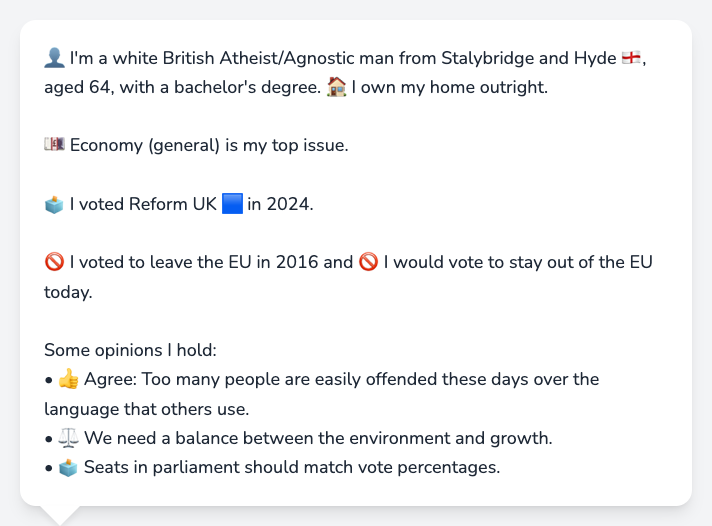 👤 I'm a white British Atheist/Agnostic man from Stalybridge and Hyde 🏴󠁧󠁢󠁥󠁮󠁧󠁿,
aged 64, with a bachelor's degree. 🏠 I own my home outright.
💷 Economy (general) is my top issue.
🗳️ I voted Reform UK 🟦 in 2024.
🚫 I voted to leave the EU in 2016 and 🚫 I would vote to stay out of the EU
today.
Some opinions I hold:
• 👍 Agree: Too many people are easily offended these days over the
language that others use.
• ⚖️ We need a balance between the environment and growth.
• 🗳️ Seats in parliament should match vote percentages.